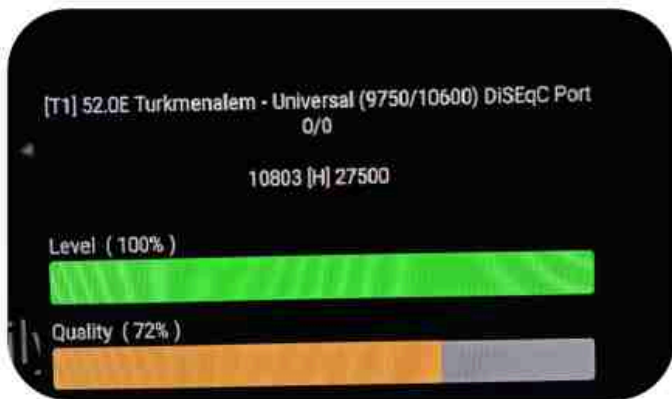 [T1] 52.0E Turkmenalem - Universal (9750/10600) DiSEqC Port
0/0
10803 [H] 27500
Level ( 100% )
Quality ( 72% )